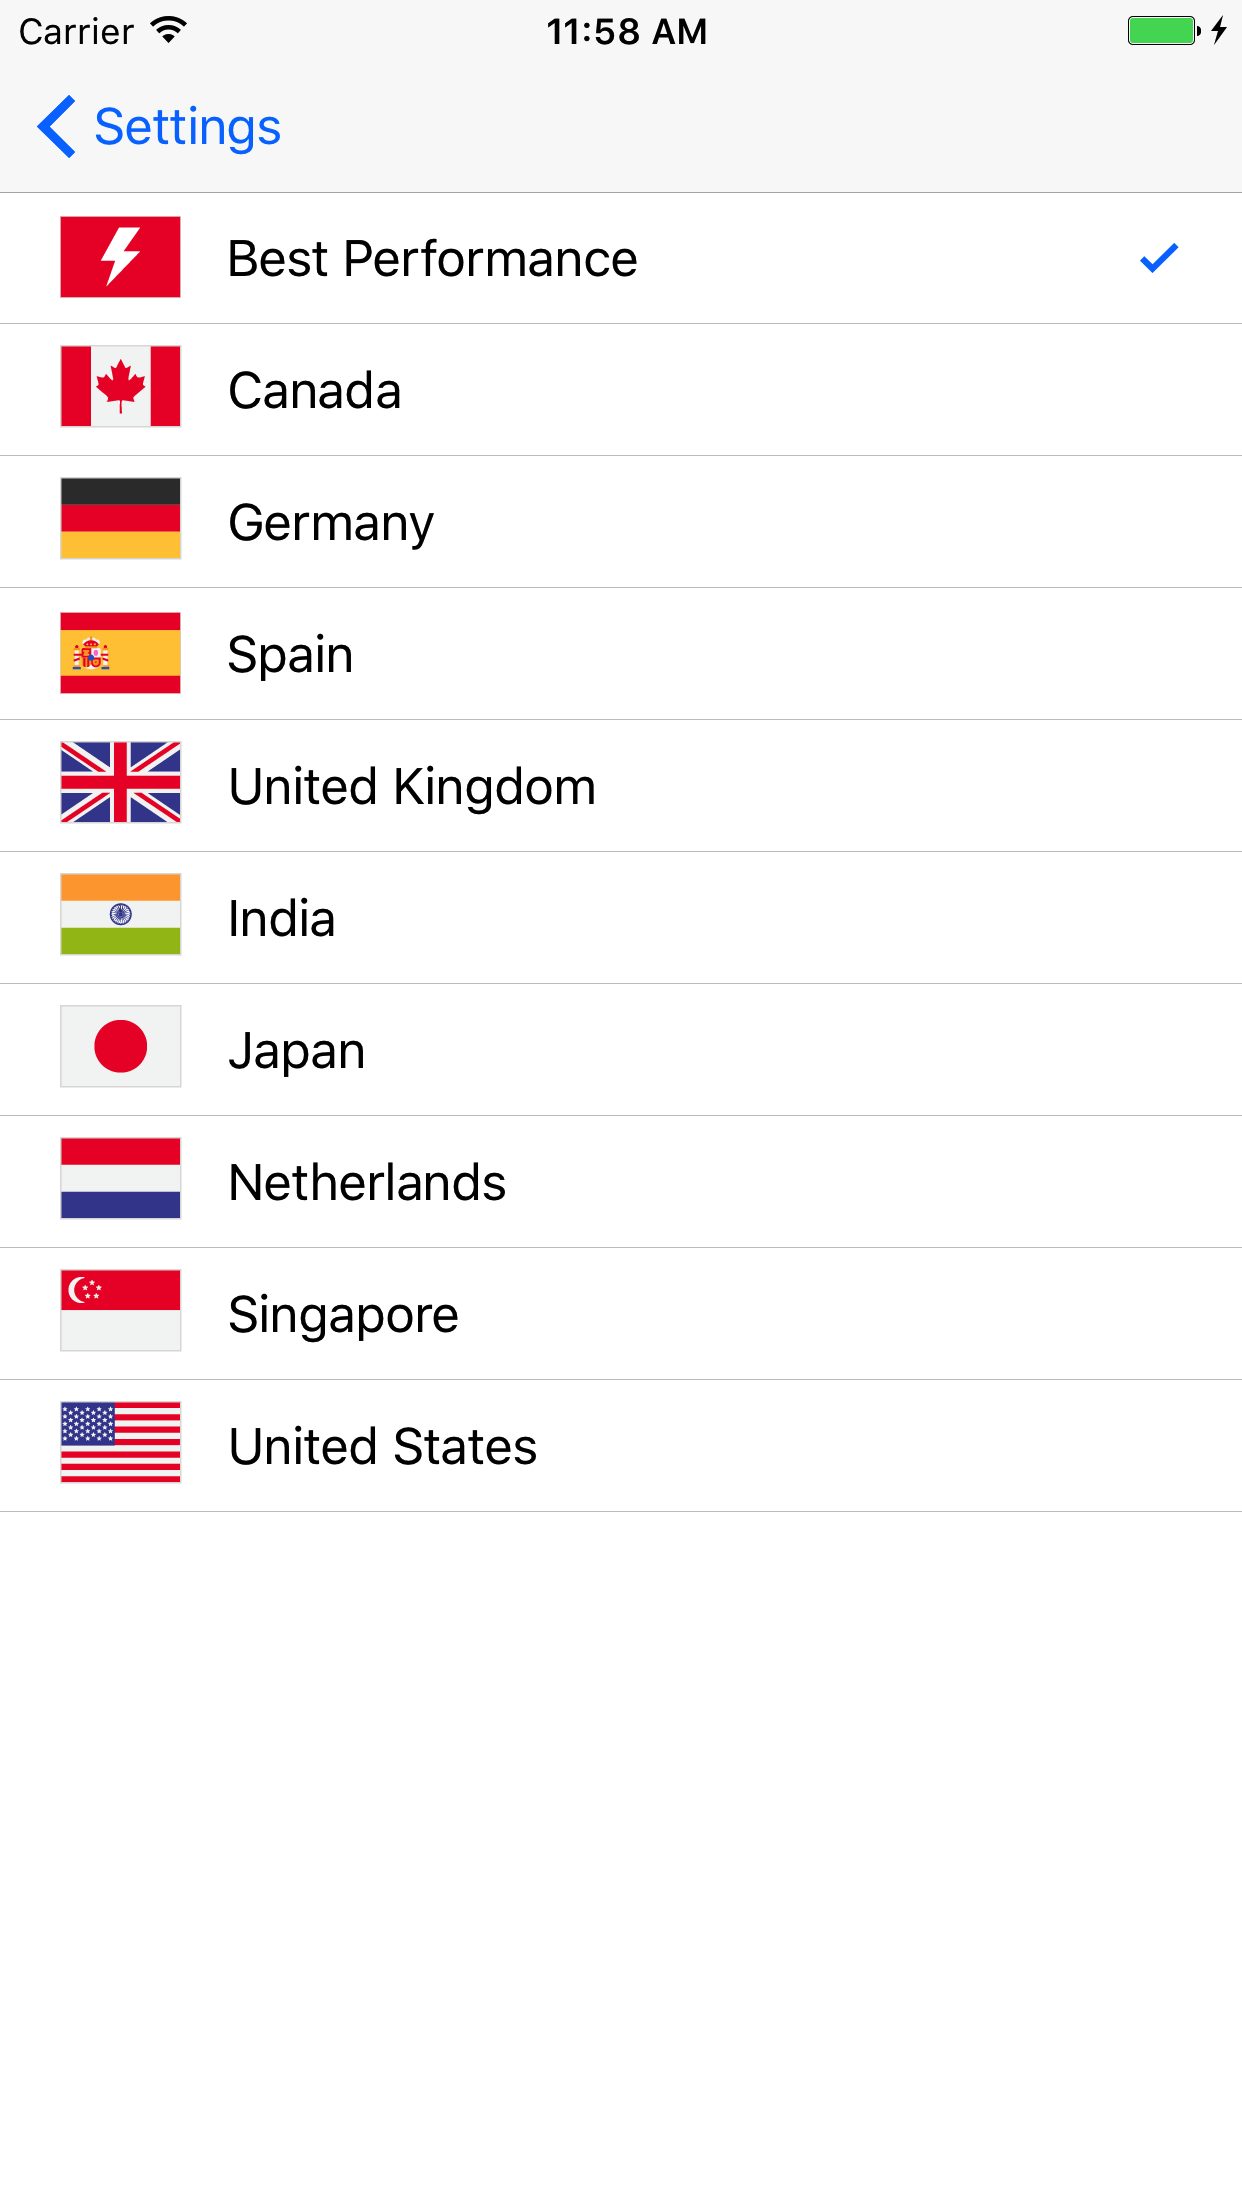 Carrier 11:58 AM
Settings
Best Performance
Canada
Germany
Spain
United Kingdom
India
Japan
Netherlands
Singapore
United States